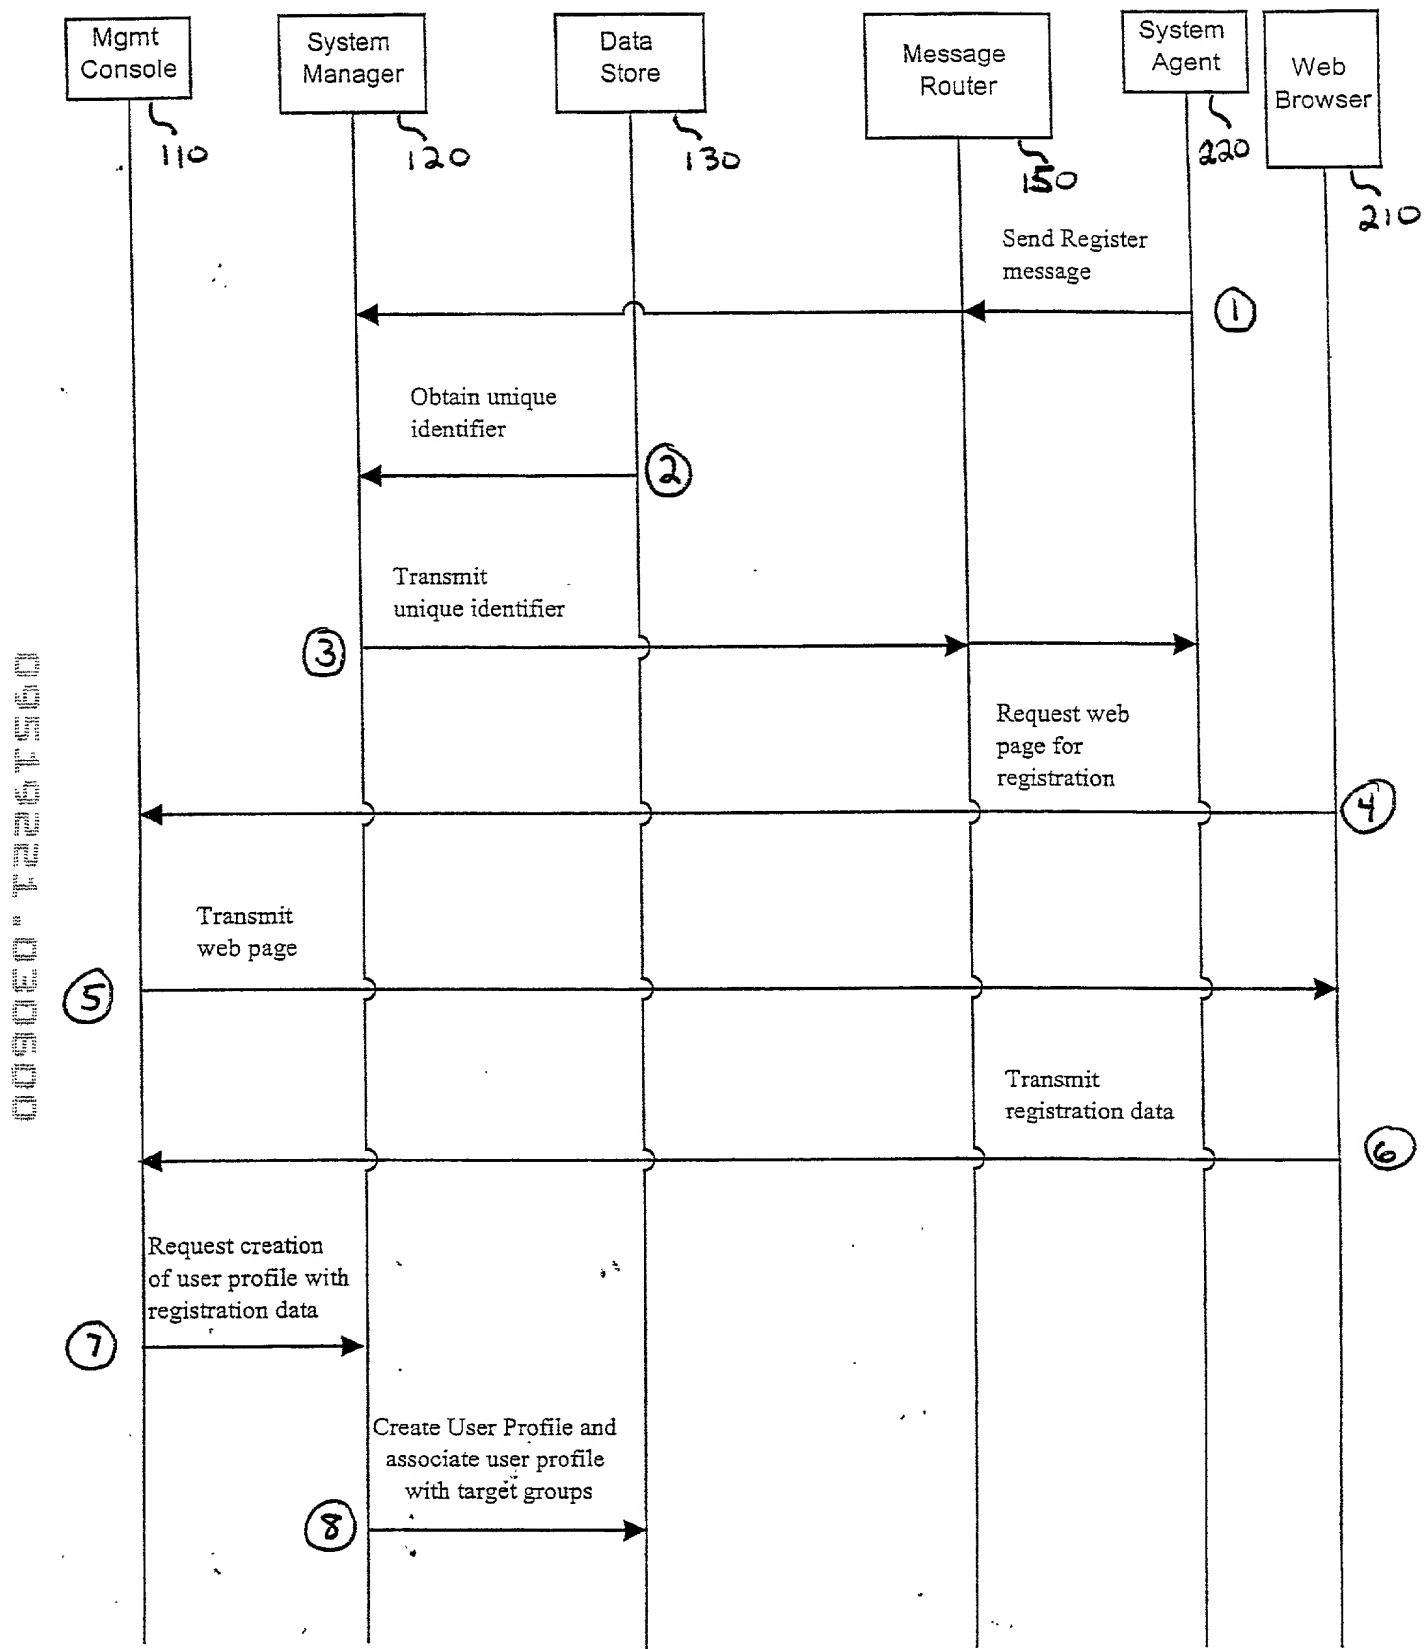 Mgmt
Console
System
Manager
Data
Store
Message
Router
System
Agent
Web
Browser
110
120
130
150
220
210
Send Register
message
1
Obtain unique
identifier
2
Transmit
unique identifier
3
Request web
page for
registration
4
Transmit
web page
5
Transmit
registration data
6
Request creation
of user profile with
registration data
7
Create User Profile and
associate user profile
with target groups
8